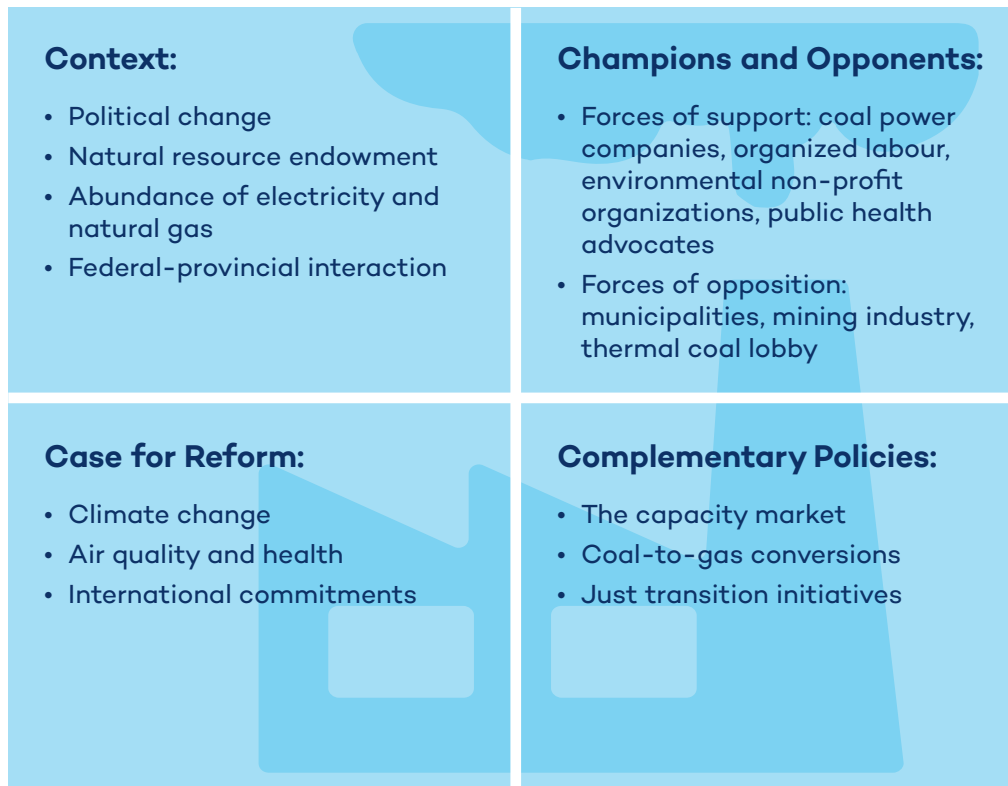 Context:
• Political change
• Natural resource endowment
• Abundance of electricity and
natural gas
• Federal-provincial interaction
Champions and Opponents:
• Forces of support: coal power
companies, organized labour,
environmental non-profit
organizations, public health
advocates
• Forces of opposition:
municipalities, mining industry,
thermal coal lobby
Case for Reform:
• Climate change
• Air quality and health
• International commitments
Complementary Policies:
• The capacity market
• Coal-to-gas conversions
• Just transition initiatives